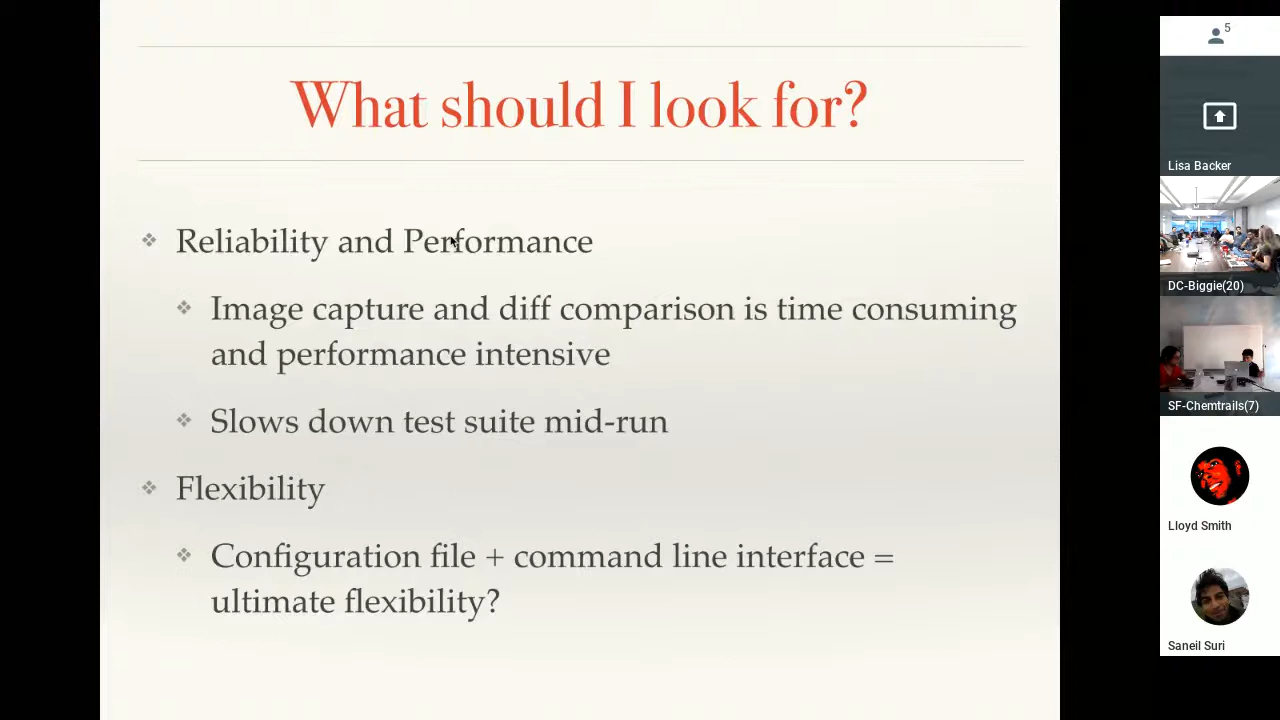 What should I look for?
Reliability and Performance
Image capture and diff comparison is time consuming
and performance intensive
Slows down test suite mid-run
Flexibility
Configuration file + command line interface =
ultimate flexibility?
5
Lisa Backer
DC-Biggie(20)
SF-Chemtrails(7)
Lloyd Smith
Saneil Suri